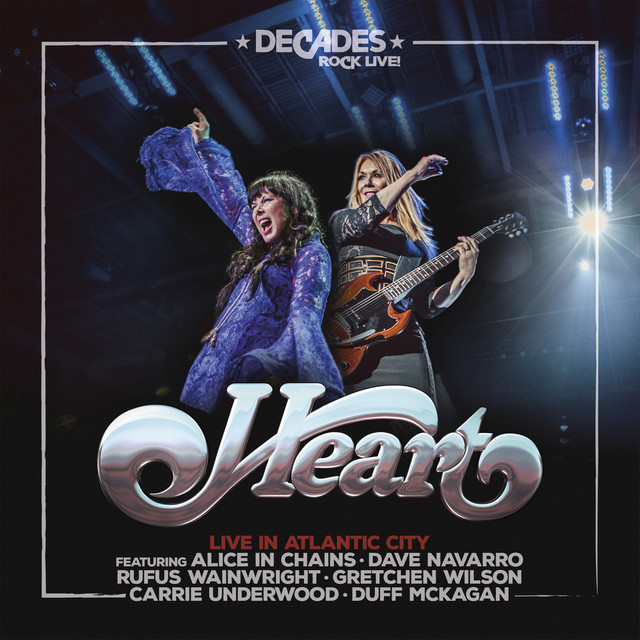 DECADES
ROCK LIVE!
Heart
LIVE IN ATLANTIC CITY
FEATURING ALICE IN CHAINS · DAVE NAVARRO
RUFUS WAINWRIGHT · GRETCHEN WILSON
CARRIE UNDERWOOD · DUFF MCKAGAN